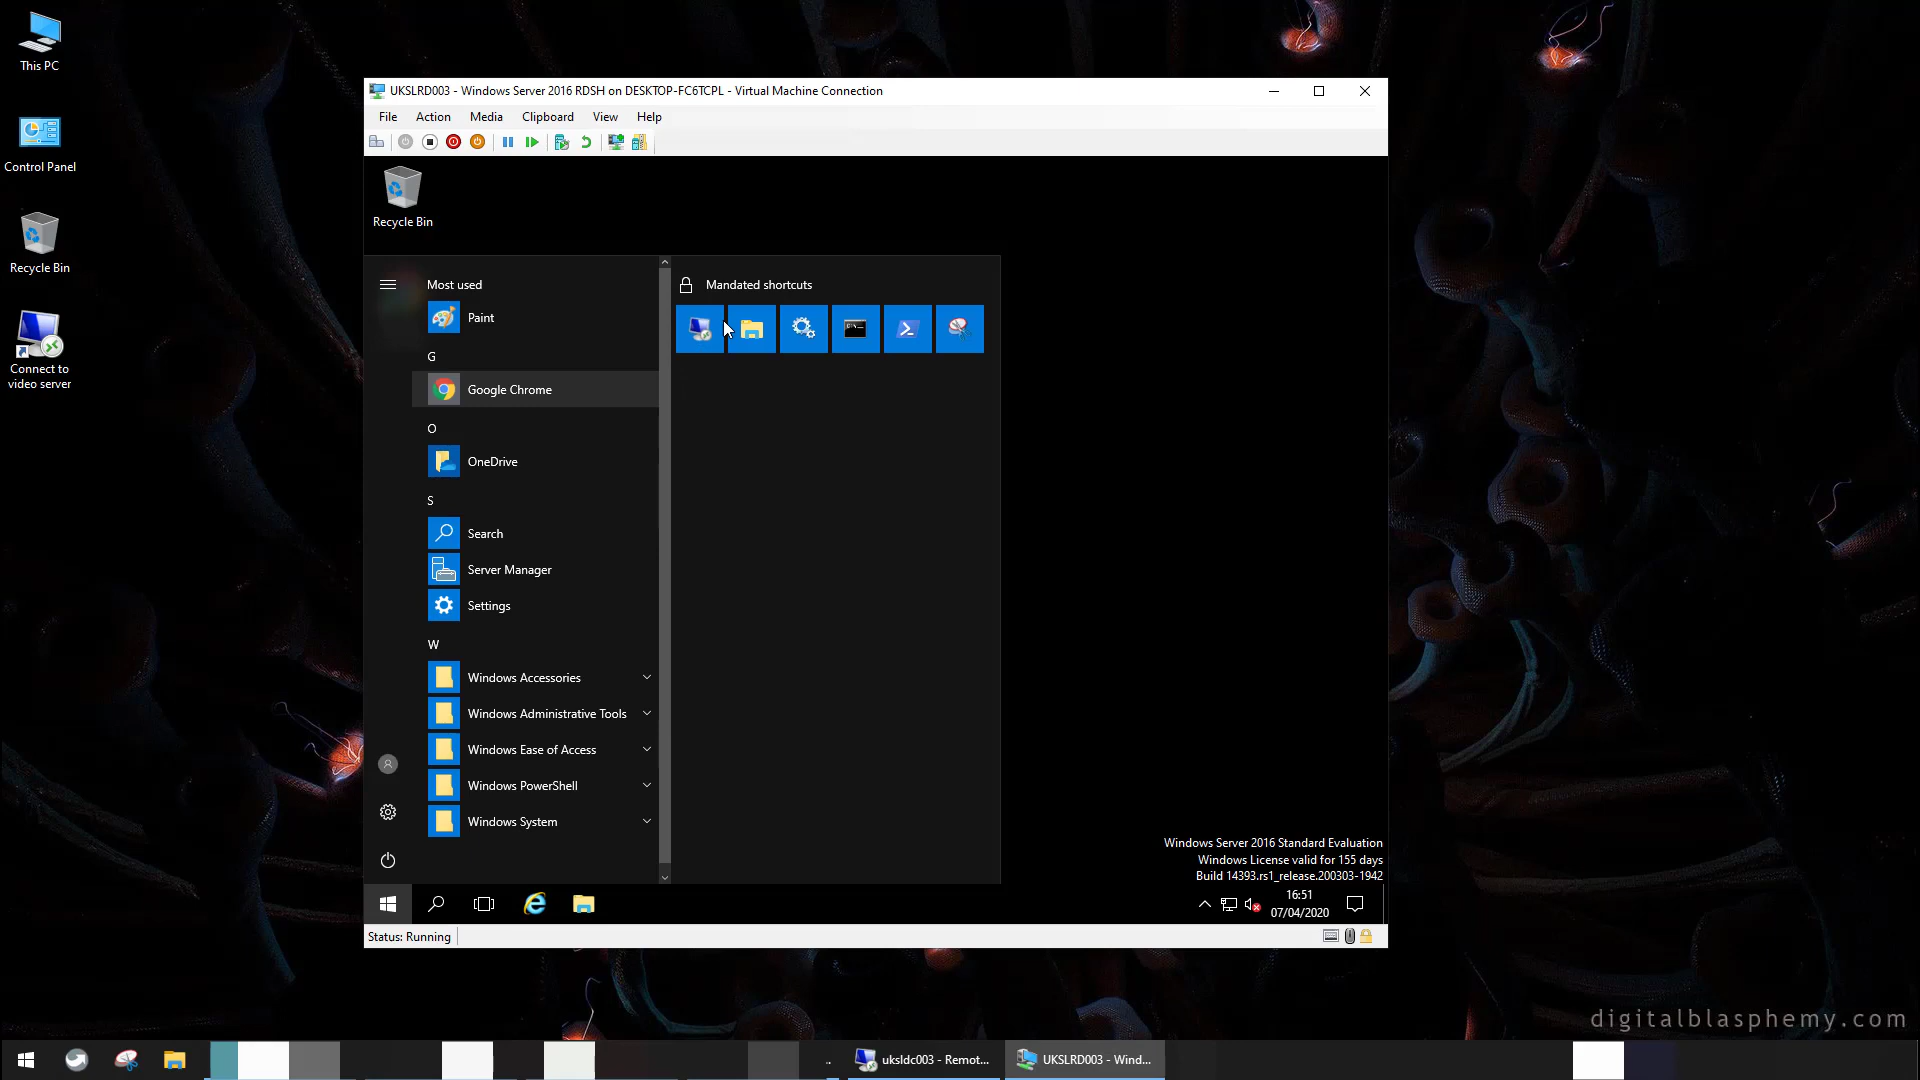 This PC
Control Panel
Recycle Bin
Connect to
video server
UKSLRD003 - Windows Server 2016 RDSH on DESKTOP-FC6TCPL - Virtual Machine Connection
File Action Media Clipboard View Help
Recycle Bin
Most used
Paint
G
Google Chrome
O
OneDrive
S
Search
Server Manager
Settings
W
Windows Accessories
Windows Administrative Tools
Windows Ease of Access
Windows PowerShell
Windows System
Mandated shortcuts
Windows Server 2016 Standard Evaluation
Windows License valid for 155 days
Build 14393.rs1_release.200303-1942
16:51
07/04/2020
Status: Running
digitalblasphemy.com
uksldc003 - Remot...
UKSLRD003 - Wind...